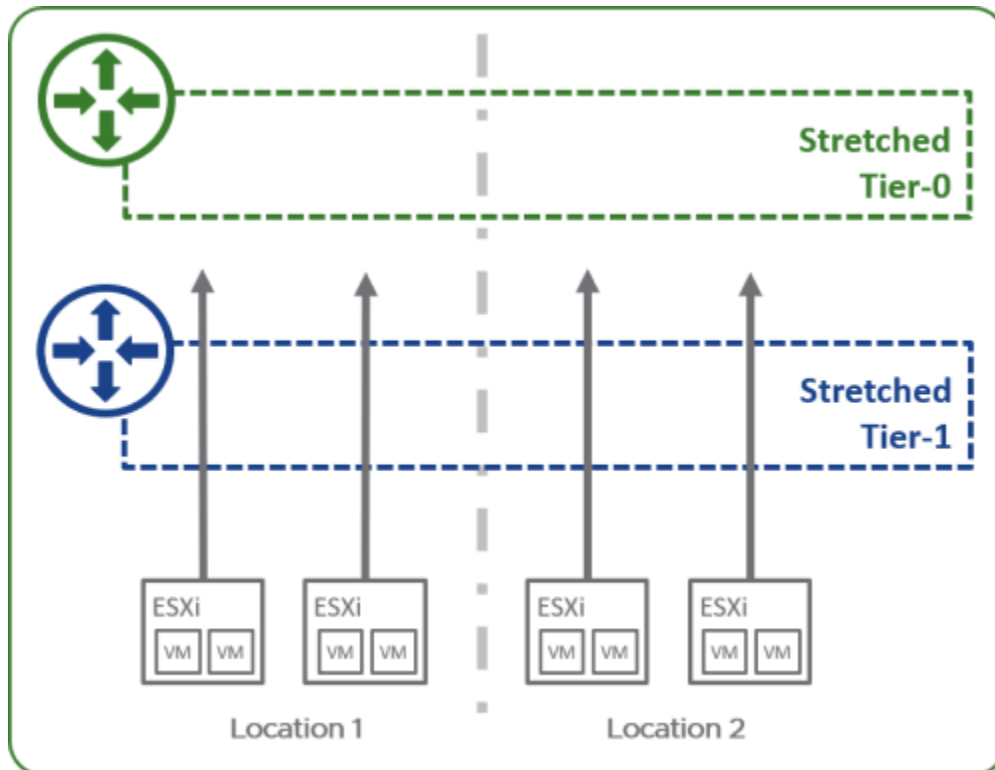 Stretched
Tier-0
Stretched
Tier-1
ESXi
VM VM
ESXi
VM VM
ESXi
VM VM
ESXi
VM VM
Location 1
Location 2